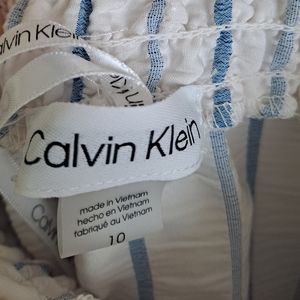 Calvin Klein
Calvin Klein
made in Vietnam
hecho en Vietnam
fabriqué au Vietnam
10